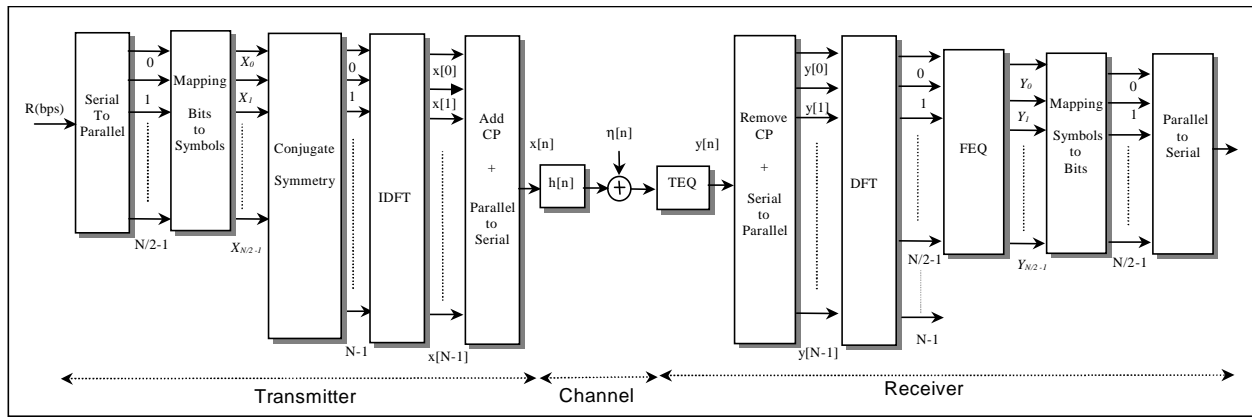 R(bps)
Serial
To
Parallel
0
1
N/2-1
Mapping
Bits
to
Symbols
X0
X1
XN/2-1
Conjugate
Symmetry
0
1
N-1
IDFT
x[0]
x[1]
x[N-1]
Add
CP
+
Parallel
to
Serial
x[n]
h[n]
η[n]
+
TEQ
y[n]
Remove
CP
+
Serial
to
Parallel
y[0]
y[1]
y[N-1]
DFT
0
1
N/2-1
N-1
FEQ
Y0
Y1
YN/2-1
Mapping
Symbols
to
Bits
0
1
N/2-1
Parallel
to
Serial
Transmitter
Channel
Receiver